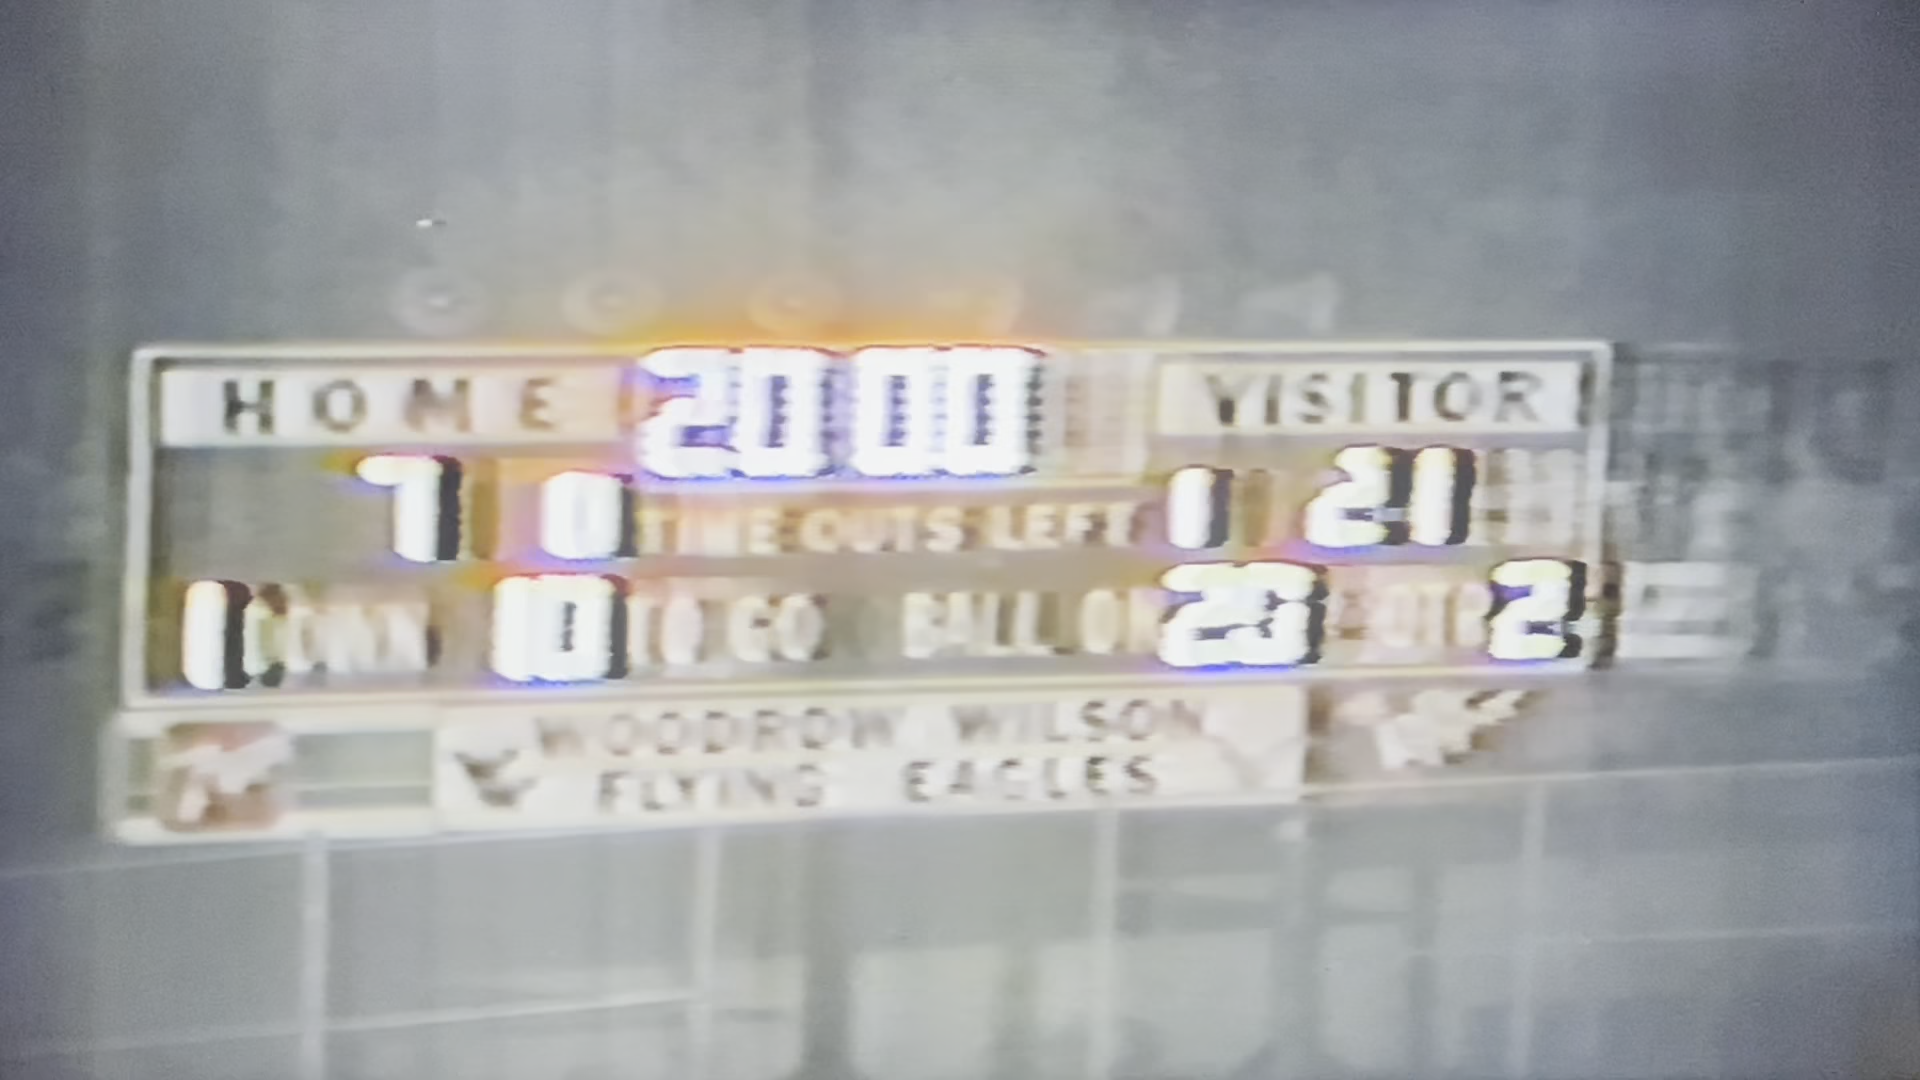 HOME 20 00 VISITOR
7 0 TIME OUTS LEFT 1 21
1 DOWN 10 TO GO BALL ON 25 QTR 2
WOODROW WILSON
FLYING EAGLES